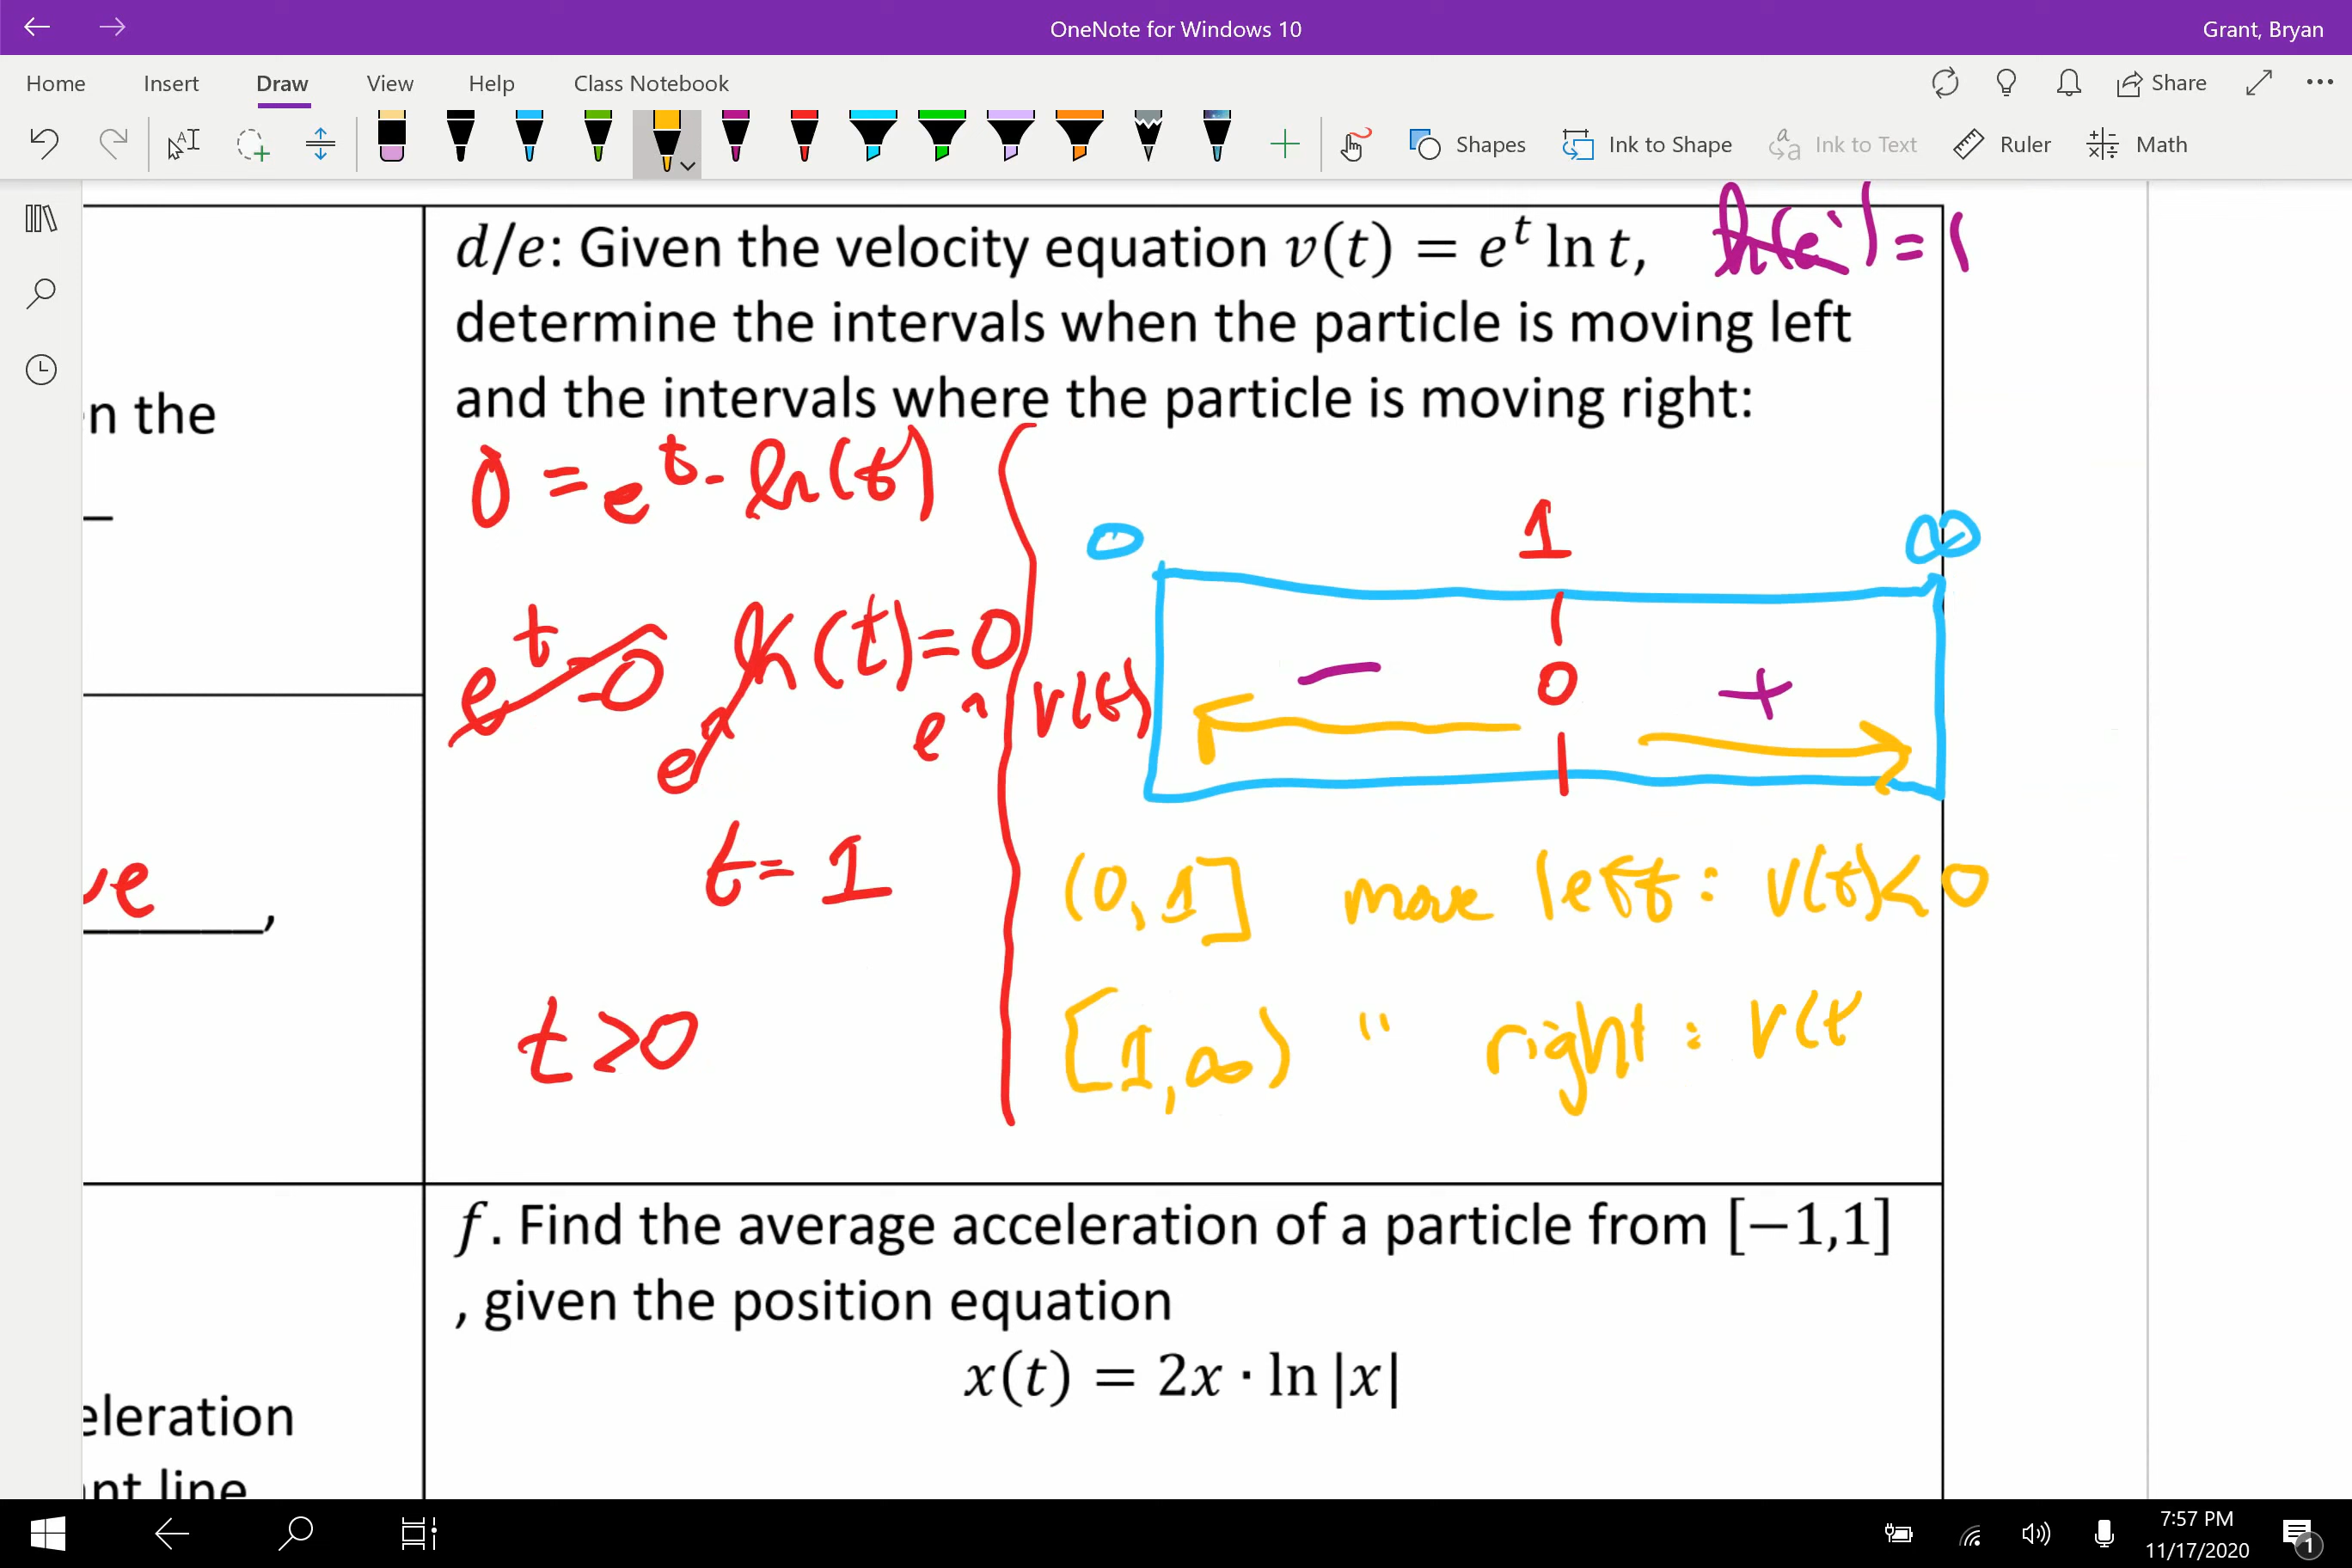 OneNote for Windows 10
Grant, Bryan
Home Insert Draw View Help Class Notebook Share
Shapes Ink to Shape Ink to Text Ruler Math
n the
ve
,
eleration
nt line
d/e: Given the velocity equation v(t) = e^t ln t, ln(e^1) = 1
determine the intervals when the particle is moving left
and the intervals where the particle is moving right:
0 = e^t · ln(t)
e^t = 0 ln(t) = 0
e^ e^
t = 1
t > 0
0 1 ∞
v(t) − 0 +
(0, 1] move left: v(t) < 0
[1, ∞) " right: v(t
f. Find the average acceleration of a particle from [−1,1]
, given the position equation
x(t) = 2x · ln |x|
7:57 PM
11/17/2020
1